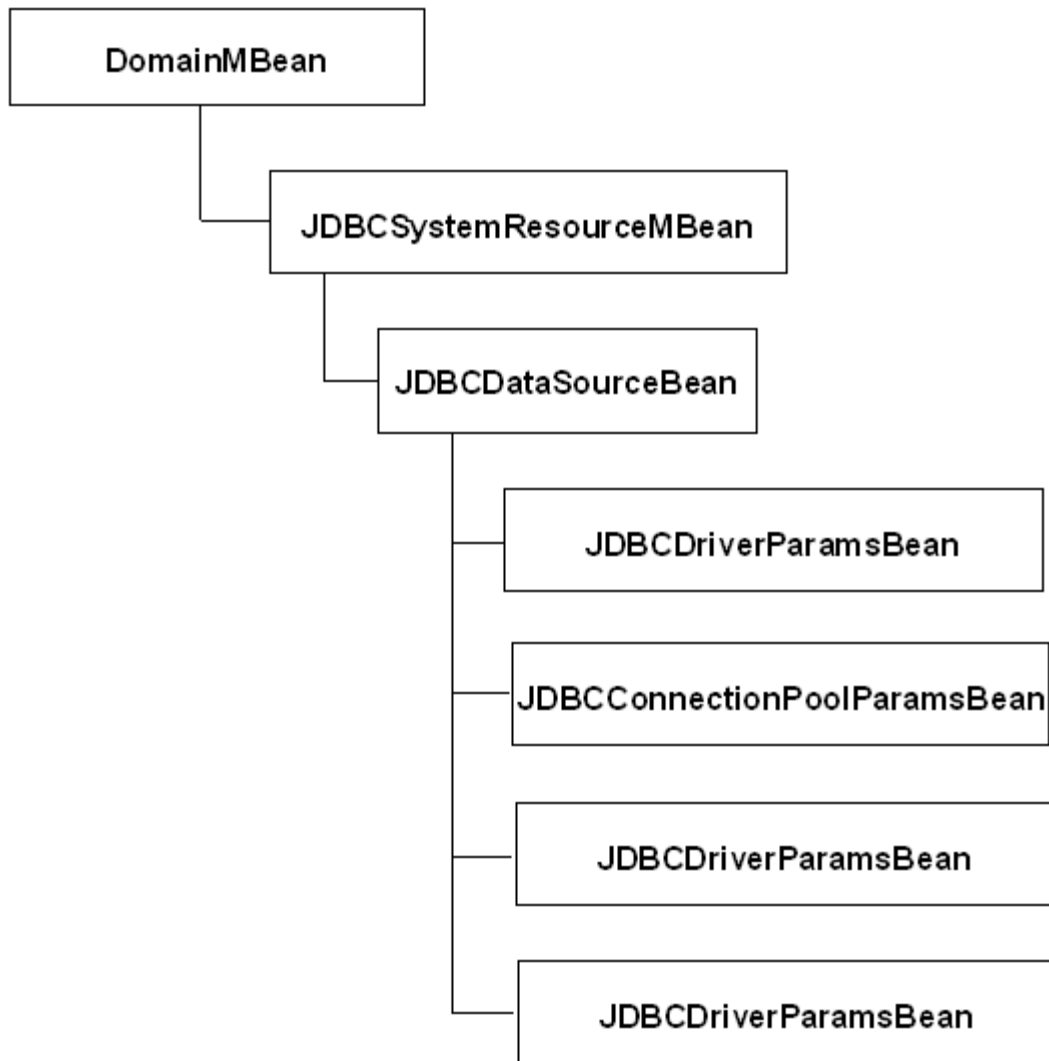 DomainMBean
JDBCSystemResourceMBean
JDBCDataSourceBean
JDBCDriverParamsBean
JDBCConnectionPoolParamsBean
JDBCDriverParamsBean
JDBCDriverParamsBean